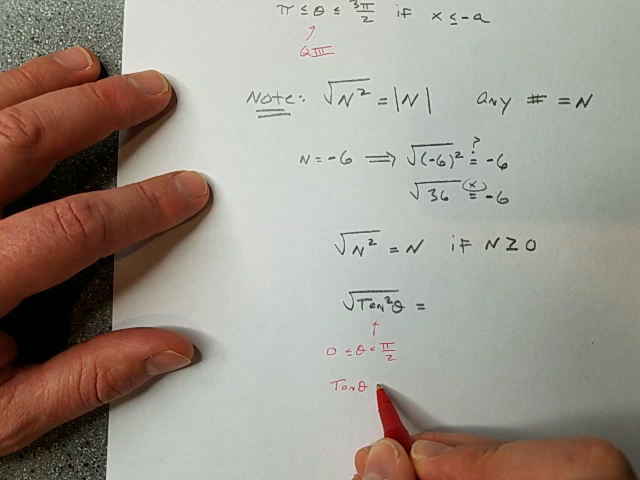 π ≤ θ ≤ 3π/2 if x ≤ -a
QIII
Note: √N² = |N| any # = N
N = -6 ⟹ √(-6)² ≟ -6
√36 = -6 (x)
√N² = N if N ≥ 0
√Tan²θ =
0 ≤ θ < π/2
Tanθ